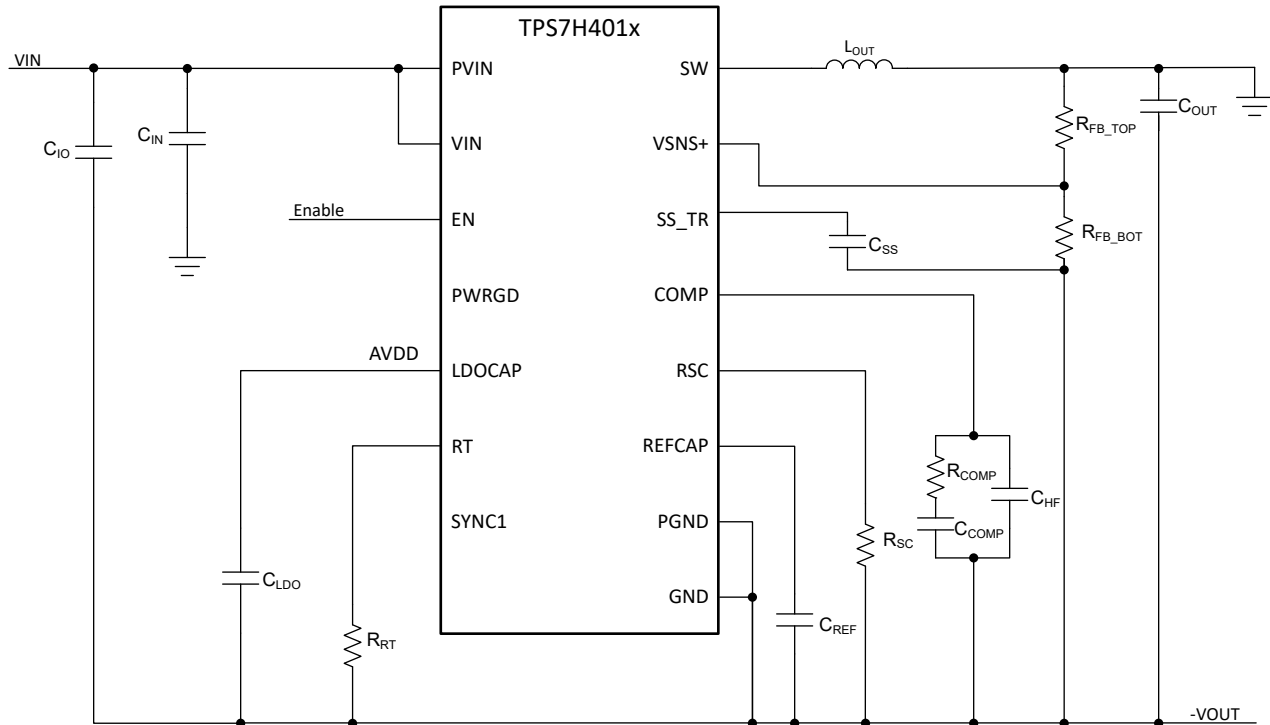 TPS7H401x
VIN
PVIN
SW
LOUT
CIO
CIN
VIN
VSNS+
RFB_TOP
COUT
Enable
EN
SS_TR
CSS
RFB_BOT
PWRGD
COMP
AVDD
LDOCAP
RSC
RT
REFCAP
RCOMP
CHF
SYNC1
PGND
RSC
CCOMP
CLDO
GND
CREF
RRT
-VOUT